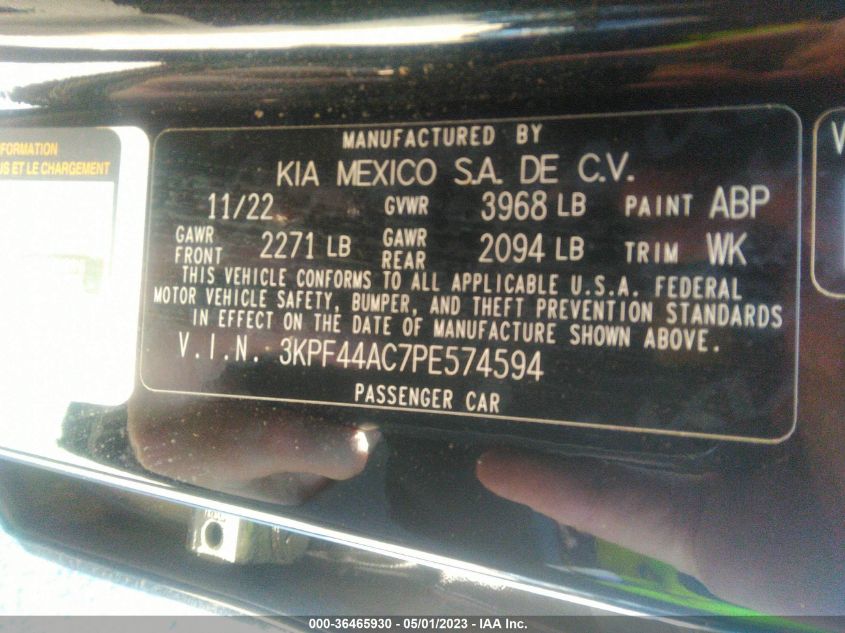 FORMATION
US ET LE CHARGEMENT
MANUFACTURED BY
KIA MEXICO S.A. DE C.V.
11/22 GVWR 3968 LB PAINT ABP
GAWR FRONT 2271 LB GAWR REAR 2094 LB TRIM WK
THIS VEHICLE CONFORMS TO ALL APPLICABLE U.S.A. FEDERAL
MOTOR VEHICLE SAFETY, BUMPER, AND THEFT PREVENTION STANDARDS
IN EFFECT ON THE DATE OF MANUFACTURE SHOWN ABOVE.
V.I.N. 3KPF44AC7PE574594
PASSENGER CAR
V
000-36465930 - 05/01/2023 - IAA Inc.